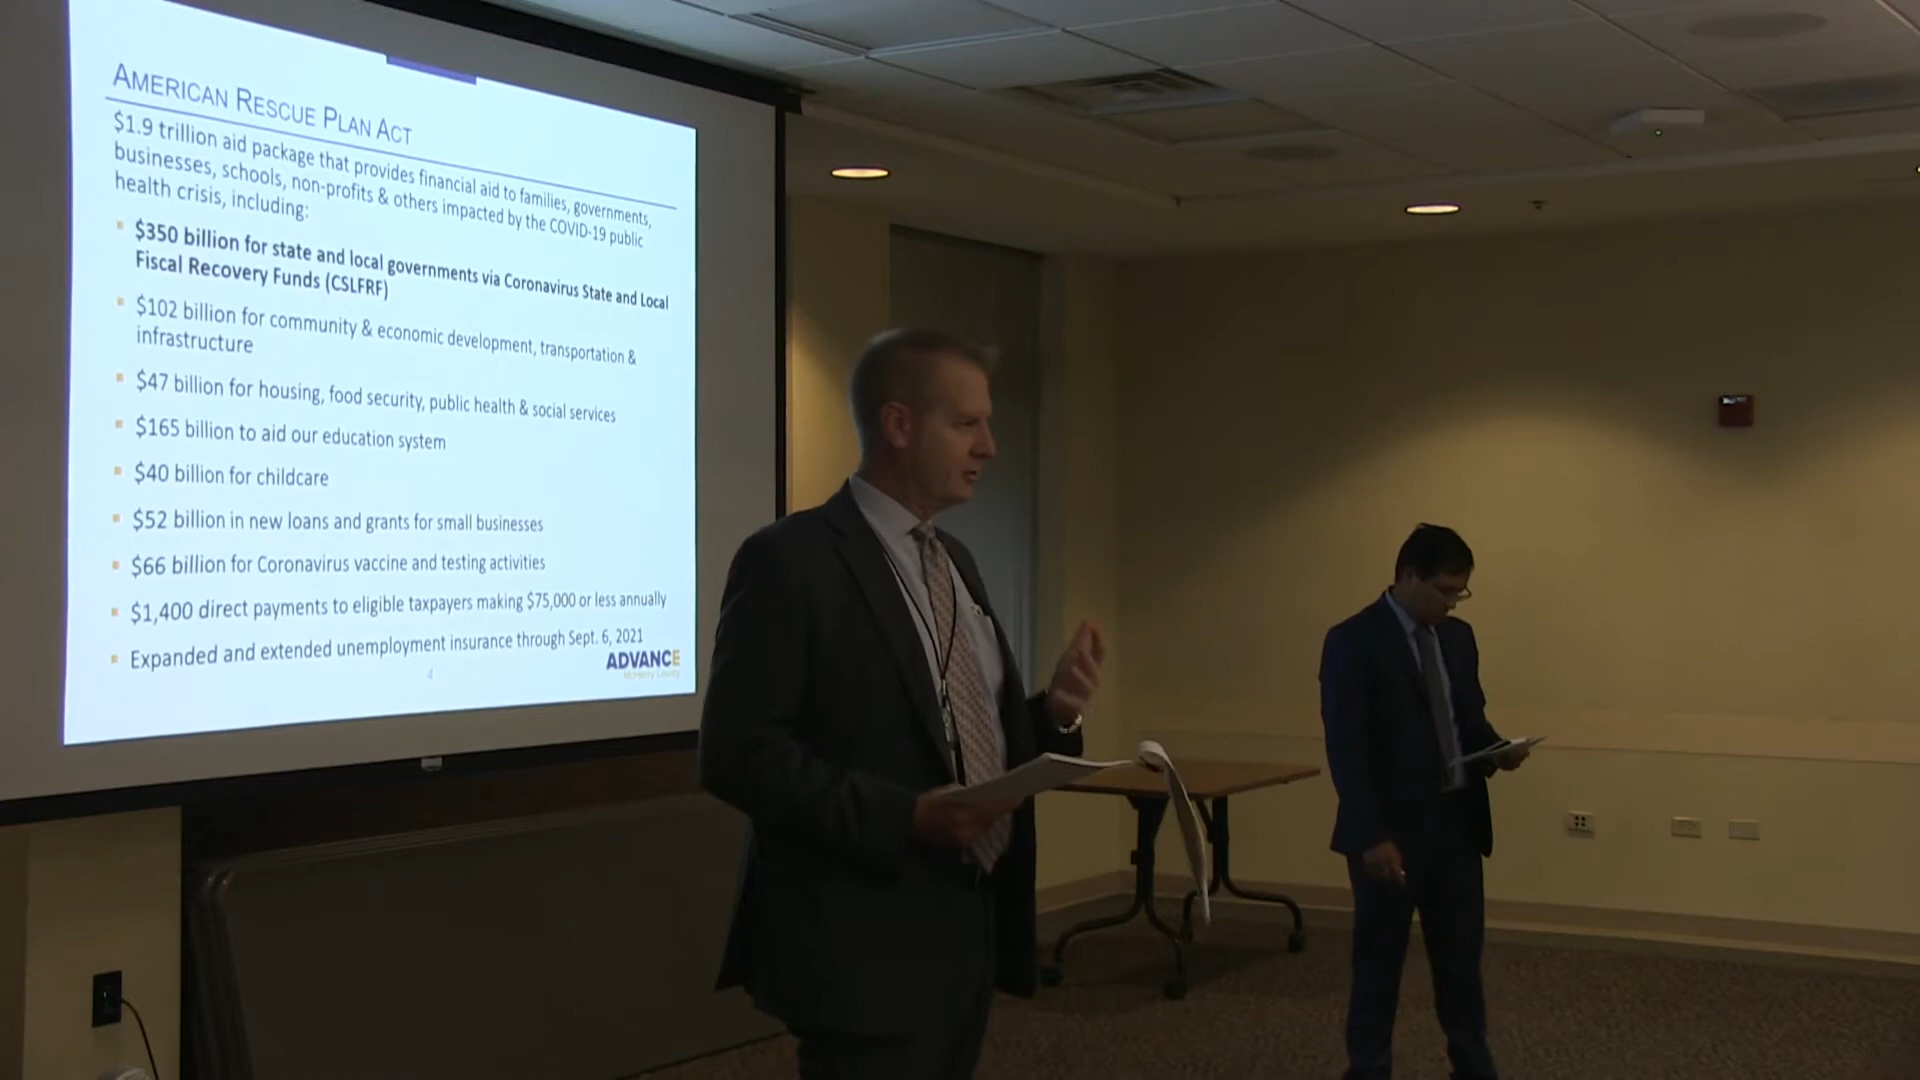 AMERICAN RESCUE PLAN ACT
$1.9 trillion aid package that provides financial aid to families, governments,
businesses, schools, non-profits & others impacted by the COVID-19 public
health crisis, including:
$350 billion for state and local governments via Coronavirus State and Local
Fiscal Recovery Funds (CSLFRF)
$102 billion for community & economic development, transportation &
infrastructure
$47 billion for housing, food security, public health & social services
$165 billion to aid our education system
$40 billion for childcare
$52 billion in new loans and grants for small businesses
$66 billion for Coronavirus vaccine and testing activities
$1,400 direct payments to eligible taxpayers making $75,000 or less annually
Expanded and extended unemployment insurance through Sept. 6, 2021
4
ADVANCE
McHenry County